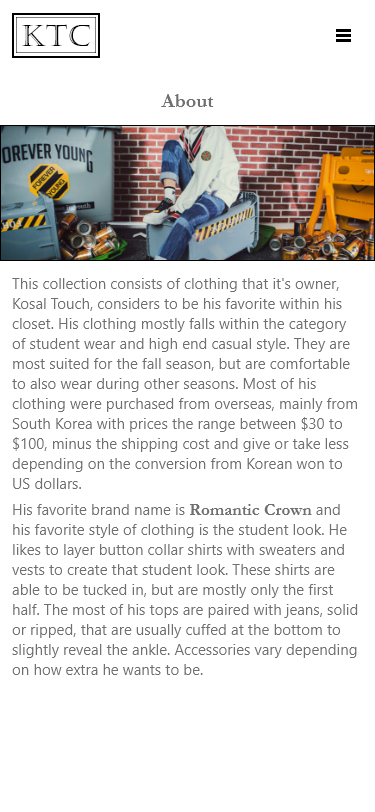 KTC
About
OREVER YOUNG
FOREVER
YOUNG
This collection consists of clothing that it's owner,
Kosal Touch, considers to be his favorite within his
closet. His clothing mostly falls within the category
of student wear and high end casual style. They are
most suited for the fall season, but are comfortable
to also wear during other seasons. Most of his
clothing were purchased from overseas, mainly from
South Korea with prices the range between $30 to
$100, minus the shipping cost and give or take less
depending on the conversion from Korean won to
US dollars.
His favorite brand name is Romantic Crown and
his favorite style of clothing is the student look. He
likes to layer button collar shirts with sweaters and
vests to create that student look. These shirts are
able to be tucked in, but are mostly only the first
half. The most of his tops are paired with jeans, solid
or ripped, that are usually cuffed at the bottom to
slightly reveal the ankle. Accessories vary depending
on how extra he wants to be.